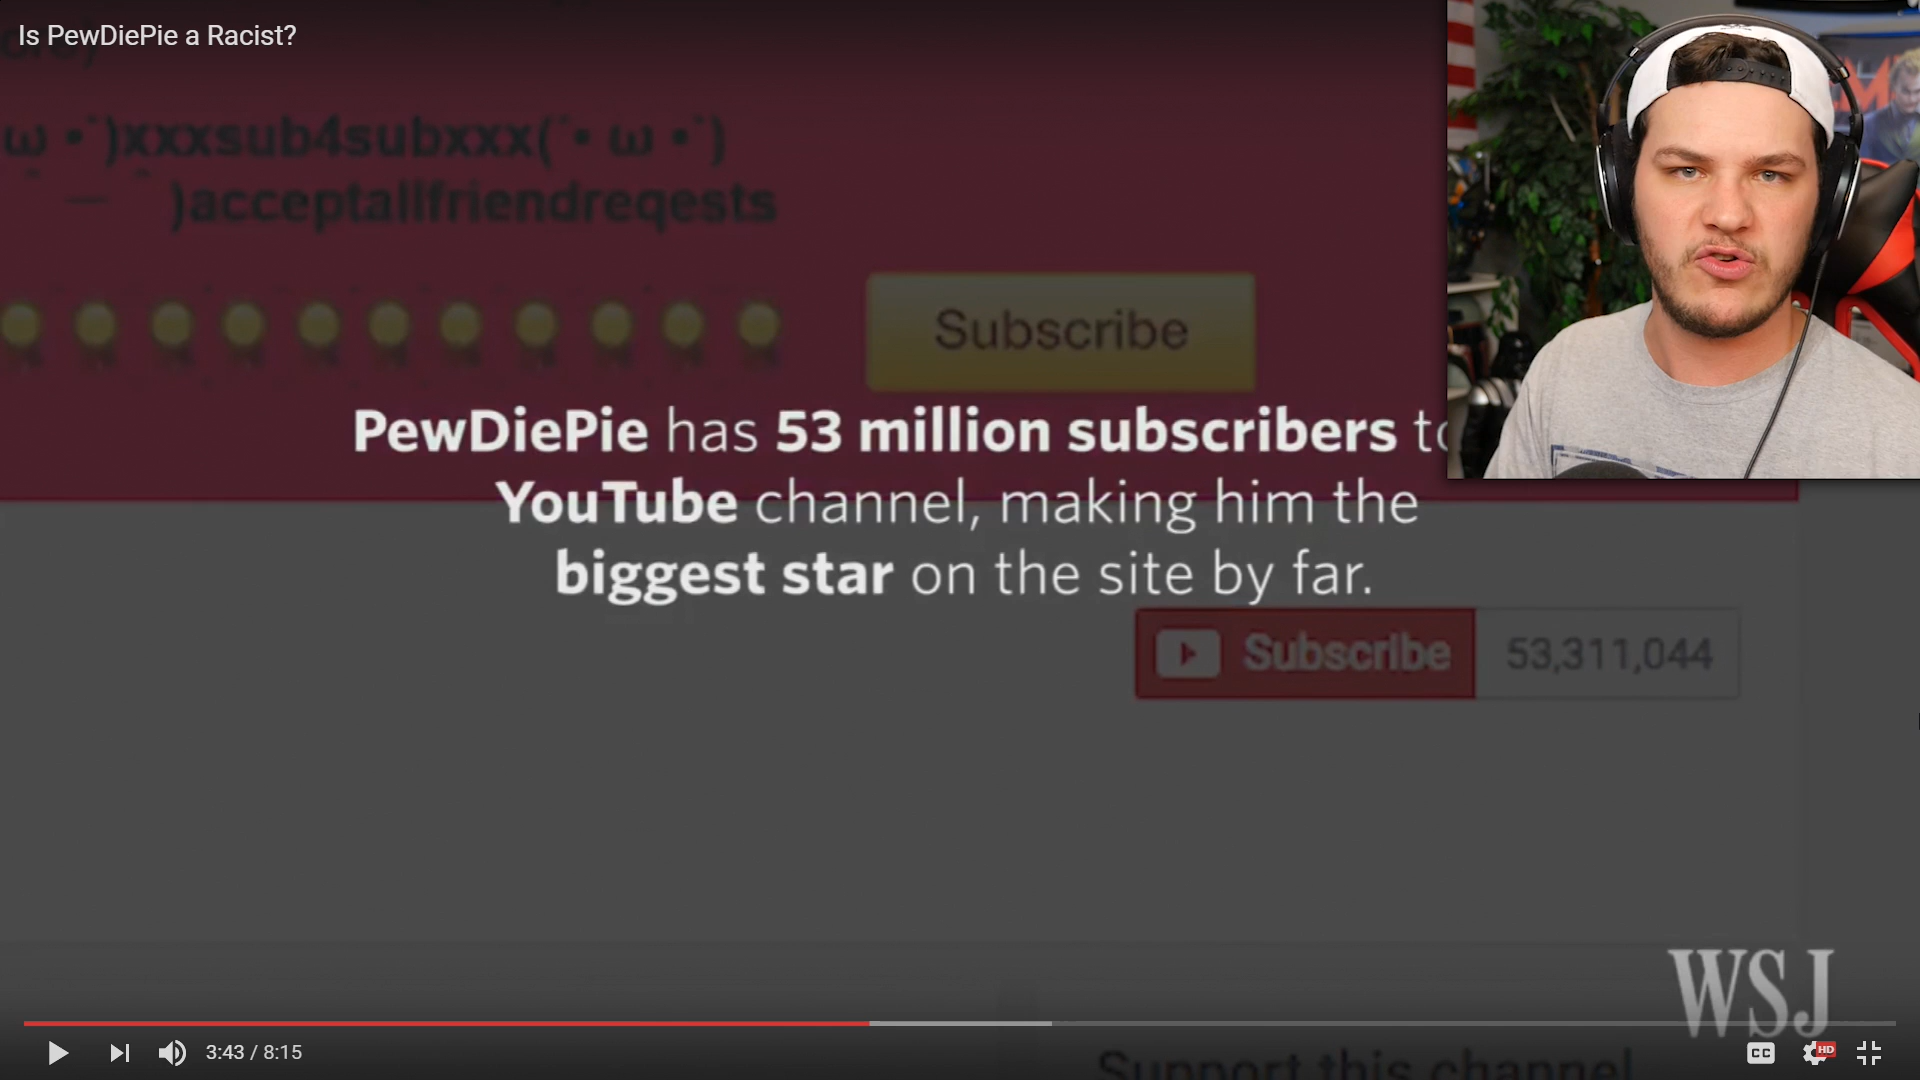 Is PewDiePie a Racist?
ω •`)xxxsub4subxxx(´• ω •`)
)acceptallfriendreqests
Subscribe
PewDiePie has 53 million subscribers to
YouTube channel, making him the
biggest star on the site by far.
Subscribe 53,311,044
WSJ
3:43 / 8:15
CC HD
Support this channel